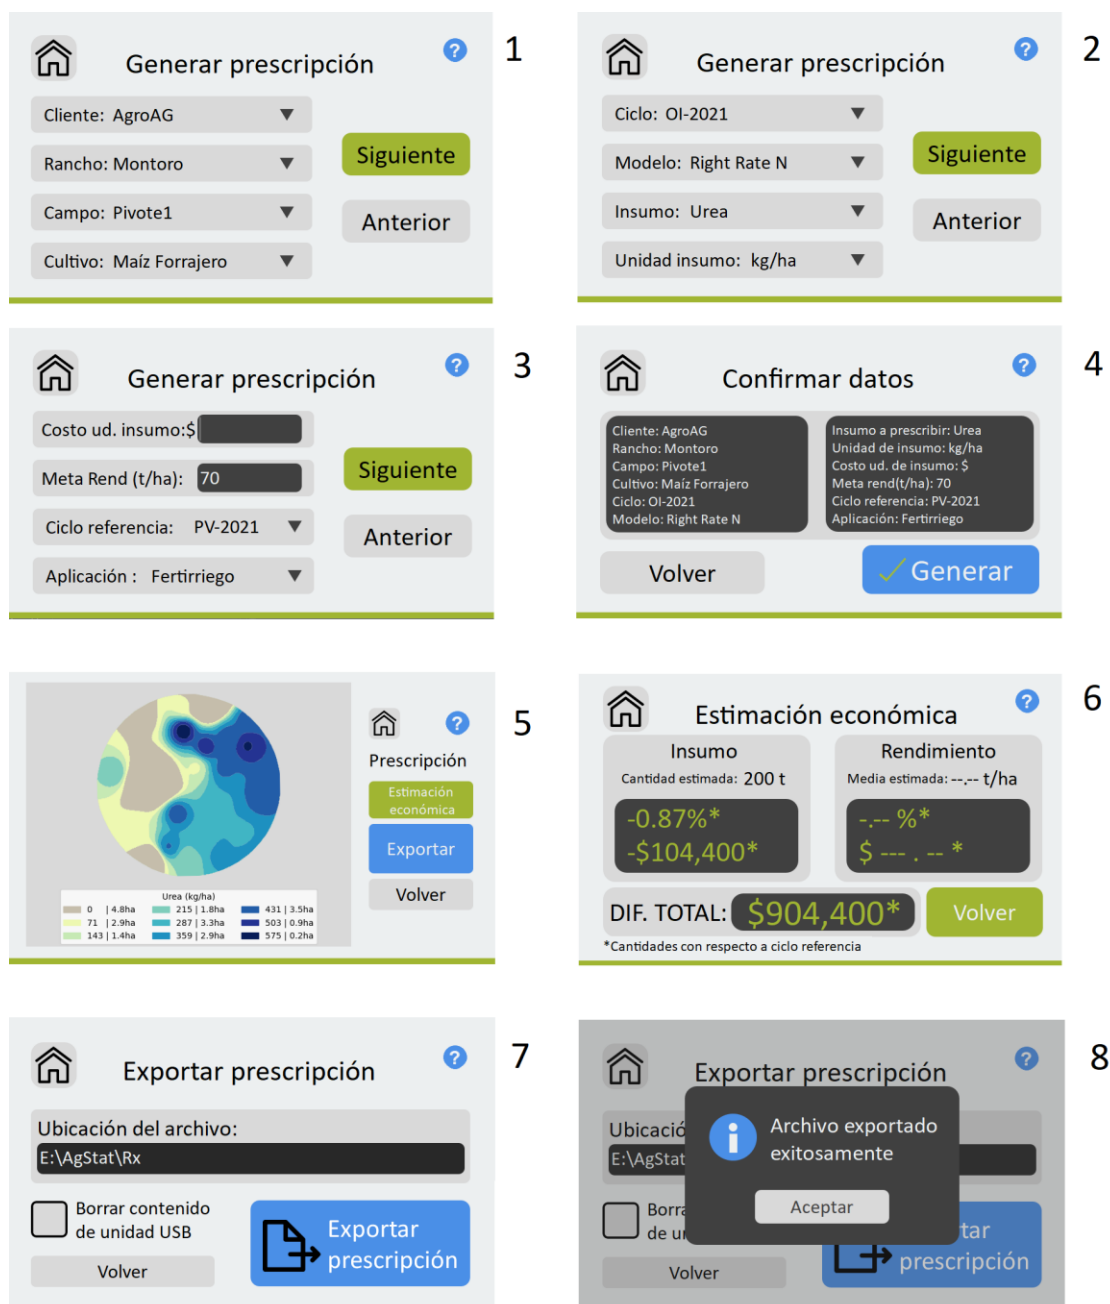 Generar prescripción
?
1
Cliente: AgroAG
Rancho: Montoro
Campo: Pivote1
Cultivo: Maíz Forrajero
Siguiente
Anterior
Generar prescripción
?
2
Ciclo: OI-2021
Modelo: Right Rate N
Insumo: Urea
Unidad insumo: kg/ha
Siguiente
Anterior
Generar prescripción
?
3
Costo ud. insumo:$
Meta Rend (t/ha): 70
Ciclo referencia: PV-2021
Aplicación : Fertirriego
Siguiente
Anterior
Confirmar datos
?
4
Cliente: AgroAG
Rancho: Montoro
Campo: Pivote1
Cultivo: Maíz Forrajero
Ciclo: OI-2021
Modelo: Right Rate N
Insumo a prescribir: Urea
Unidad de insumo: kg/ha
Costo ud. de insumo: $
Meta rend(t/ha): 70
Ciclo referencia: PV-2021
Aplicación: Fertirriego
Volver
Generar
?
5
Prescripción
Estimación
económica
Exportar
Volver
Urea (kg/ha)
0 | 4.8ha 215 | 1.8ha 431 | 3.5ha
71 | 2.9ha 287 | 3.3ha 503 | 0.9ha
143 | 1.4ha 359 | 2.9ha 575 | 0.2ha
Estimación económica
?
6
Insumo
Cantidad estimada: 200 t
-0.87%*
-$104,400*
Rendimiento
Media estimada: --.-- t/ha
-.-- %*
$ --- . -- *
DIF. TOTAL: $904,400*
Volver
*Cantidades con respecto a ciclo referencia
Exportar prescripción
?
7
Ubicación del archivo:
E:\AgStat\Rx
Borrar contenido
de unidad USB
Volver
Exportar
prescripción
Exportar prescripción
?
8
Ubicació
E:\AgStat
i
Archivo exportado
exitosamente
Aceptar
Borra
de un
Volver
tar
prescripción